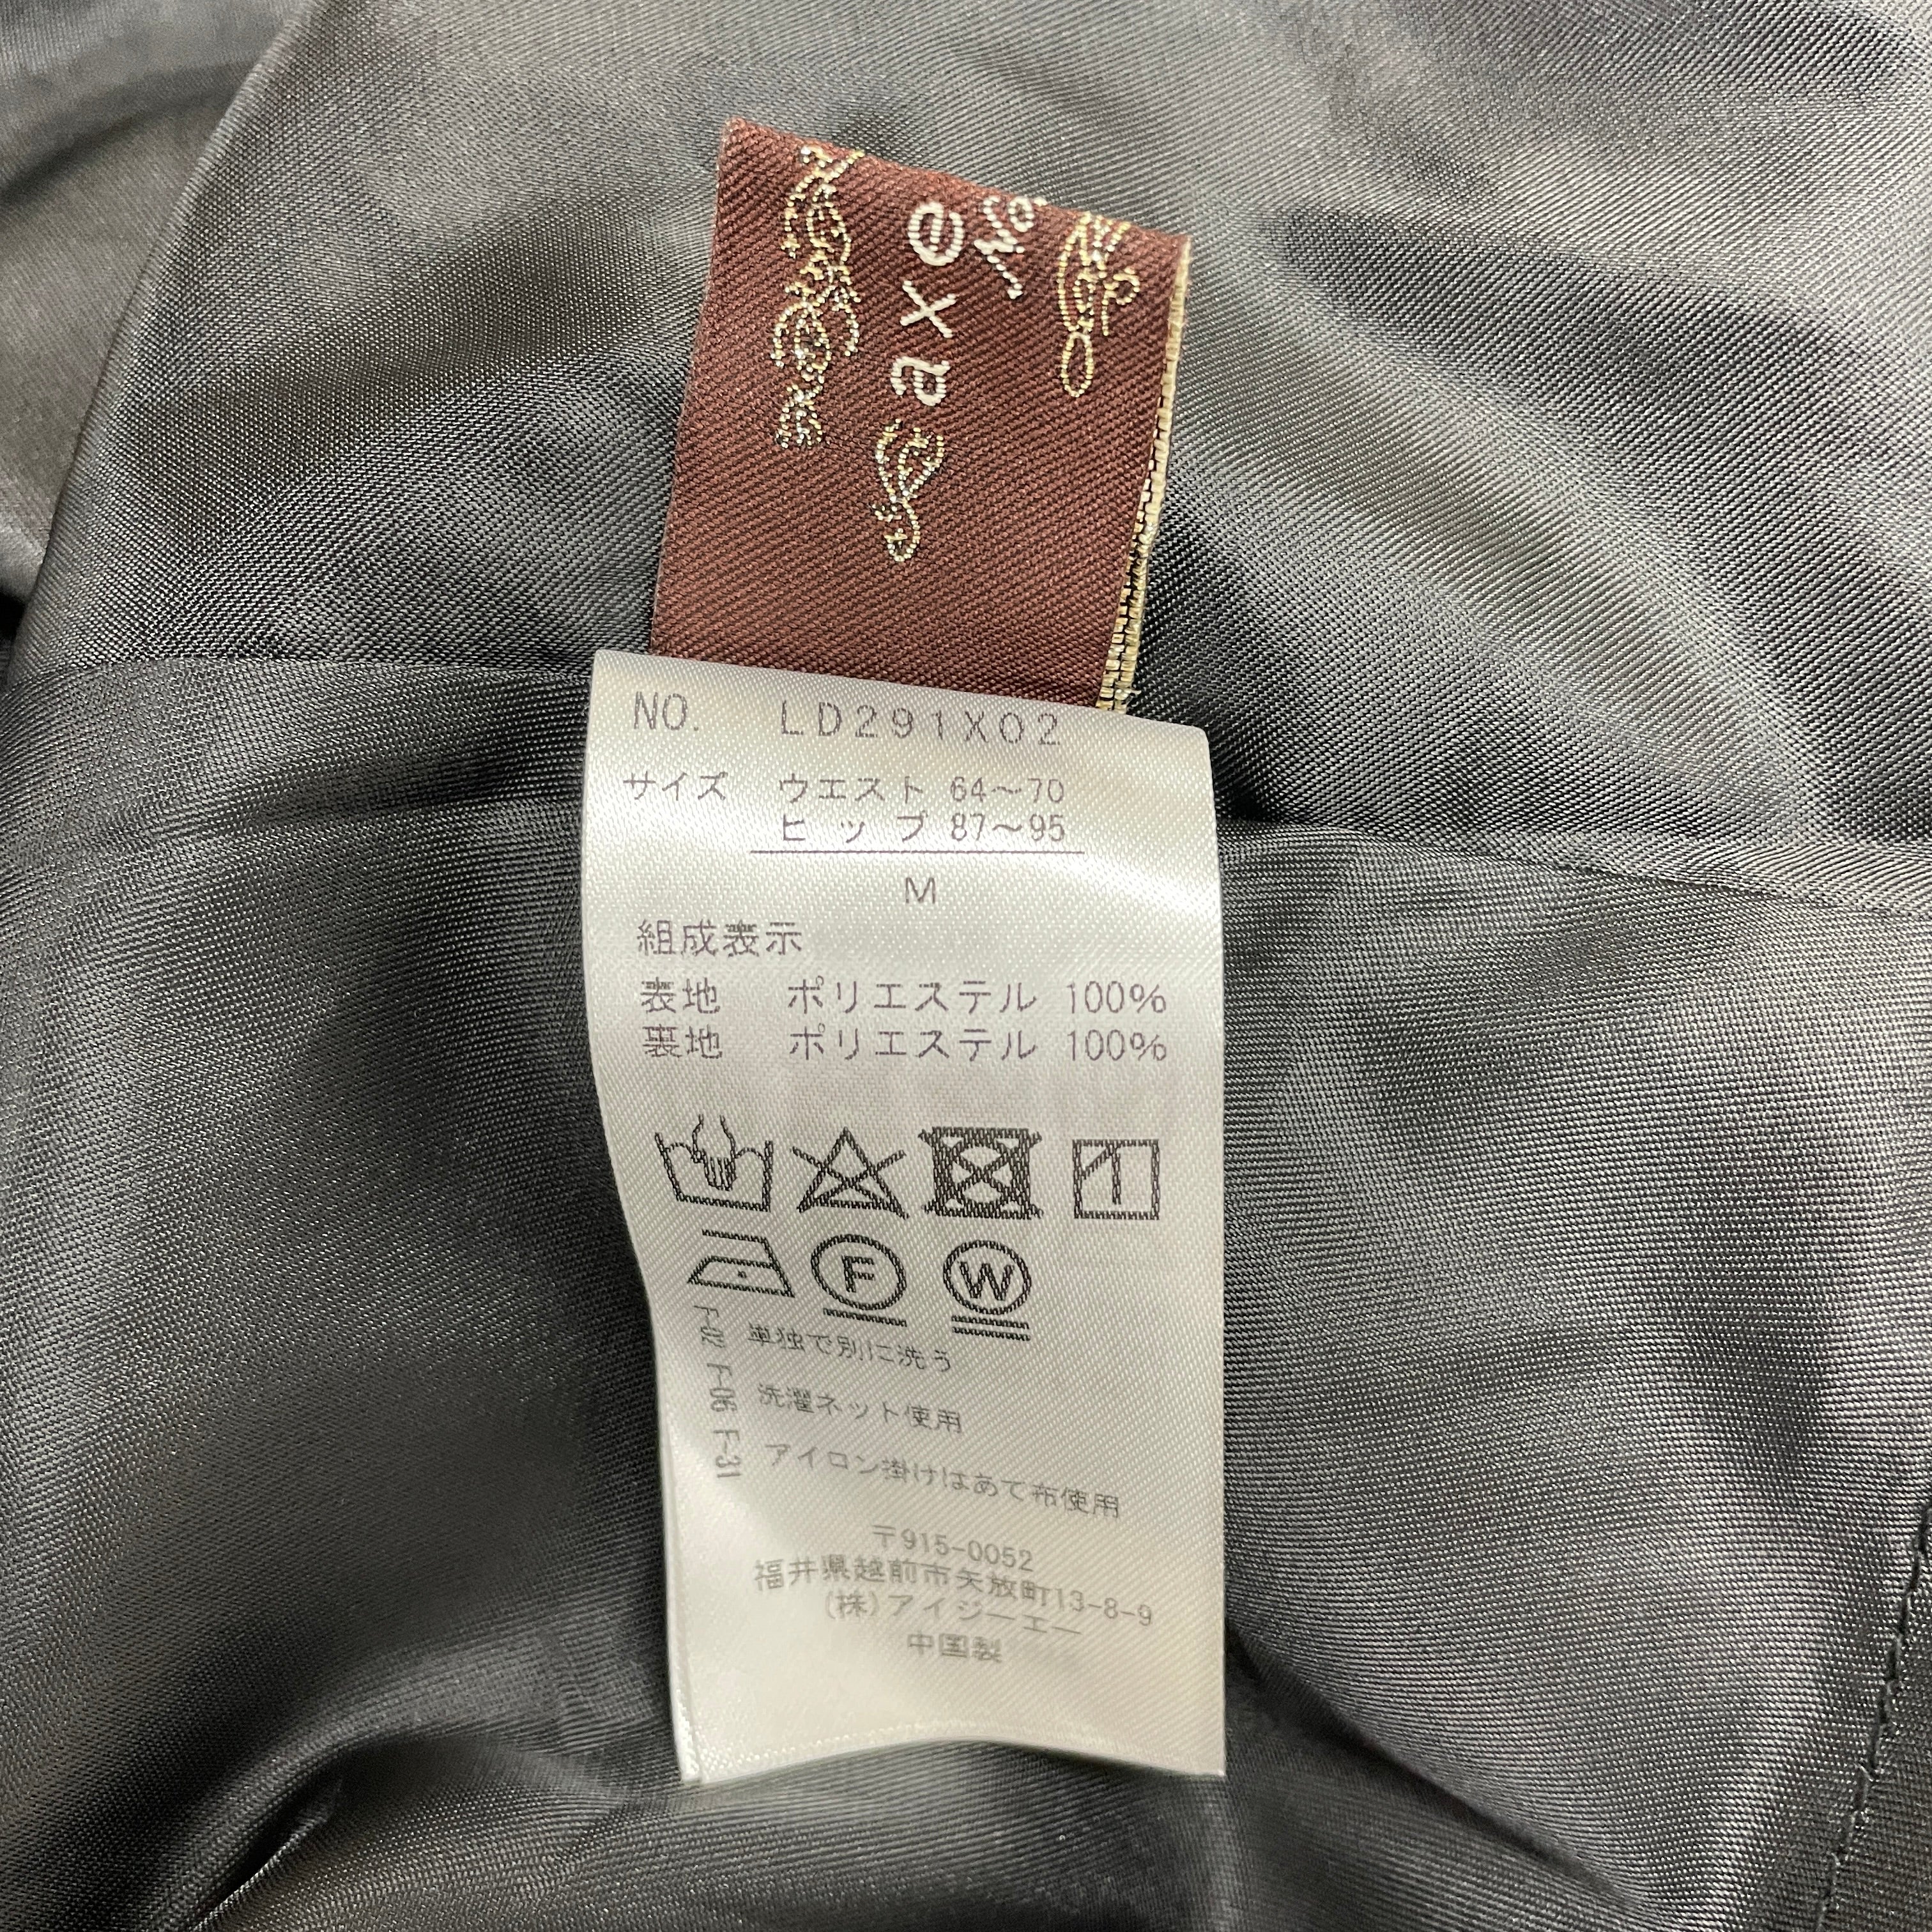 axe
NO. LD291X02
サイズ ウエスト 64～70
ヒップ 87～95
M
組成表示
表地 ポリエステル 100%
裏地 ポリエステル 100%
F W
F-02 単独で別に洗う
F-06 洗濯ネット使用
F-31 アイロン掛けはあて布使用
〒915-0052
福井県越前市矢放町13-8-9
(株)アイジーエー
中国製